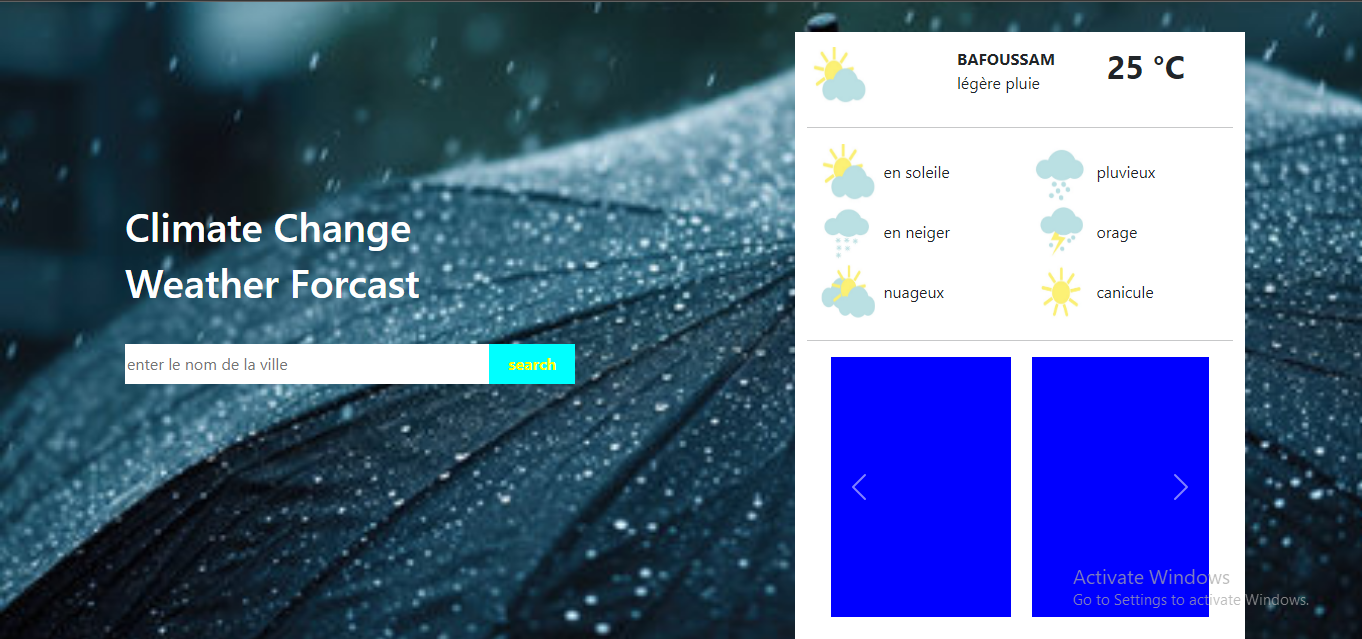 Climate Change
Weather Forcast
enter le nom de la ville
search
BAFOUSSAM
légère pluie
25 °C
en soleile
pluvieux
en neiger
orage
nuageux
canicule
Activate Windows
Go to Settings to activate Windows.